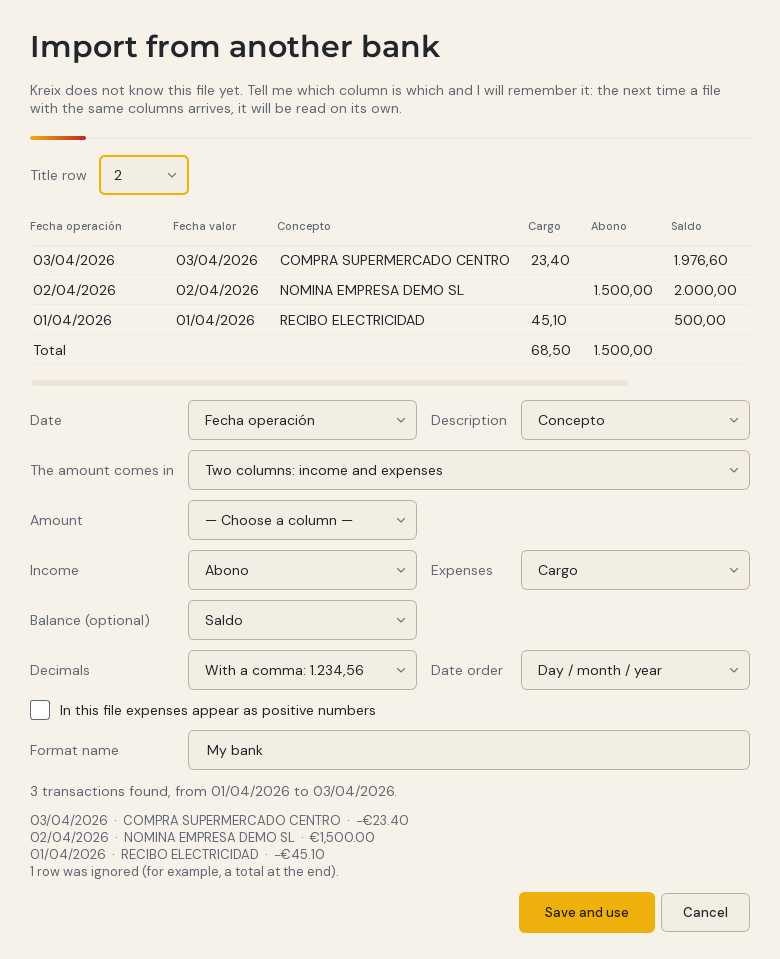 Import from another bank
Kreix does not know this file yet. Tell me which column is which and I will remember it: the next time a file
with the same columns arrives, it will be read on its own.
Title row 2
Fecha operación Fecha valor Concepto Cargo Abono Saldo
03/04/2026 03/04/2026 COMPRA SUPERMERCADO CENTRO 23,40 1.976,60
02/04/2026 02/04/2026 NOMINA EMPRESA DEMO SL 1.500,00 2.000,00
01/04/2026 01/04/2026 RECIBO ELECTRICIDAD 45,10 500,00
Total 68,50 1.500,00
Date Fecha operación Description Concepto
The amount comes in Two columns: income and expenses
Amount — Choose a column —
Income Abono Expenses Cargo
Balance (optional) Saldo
Decimals With a comma: 1.234,56 Date order Day / month / year
In this file expenses appear as positive numbers
Format name My bank
3 transactions found, from 01/04/2026 to 03/04/2026.
03/04/2026 · COMPRA SUPERMERCADO CENTRO · -€23.40
02/04/2026 · NOMINA EMPRESA DEMO SL · €1,500.00
01/04/2026 · RECIBO ELECTRICIDAD · -€45.10
1 row was ignored (for example, a total at the end).
Save and use Cancel